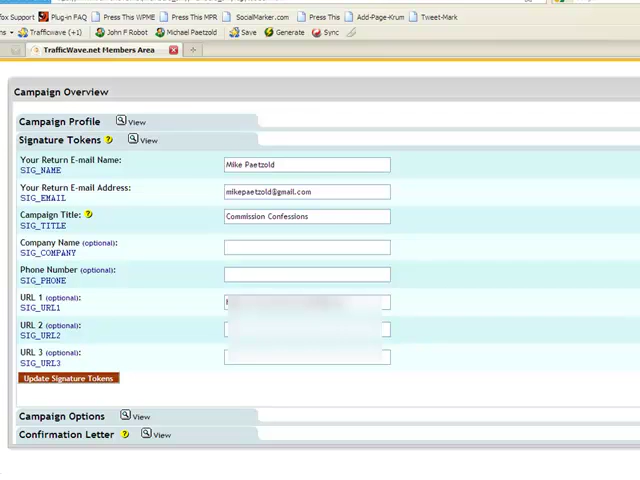 fox Support Plug-in FAQ Press This WPME Press This MPR SocialMarker.com Press This Add-Page-Krum Tweet-Mark
Trafficwave (+1) John F Robot Michael Paetzold Save Generate Sync
TrafficWave.net Members Area
Campaign Overview
Campaign Profile View
Signature Tokens ? View
Your Return E-mail Name: Mike Paetzold
SIG_NAME
Your Return E-mail Address: mikepaetzold@gmail.com
SIG_EMAIL
Campaign Title: ? Commission Confessions
SIG_TITLE
Company Name (optional):
SIG_COMPANY
Phone Number (optional):
SIG_PHONE
URL 1 (optional):
SIG_URL1
URL 2 (optional):
SIG_URL2
URL 3 (optional):
SIG_URL3
Update Signature Tokens
Campaign Options View
Confirmation Letter ? View